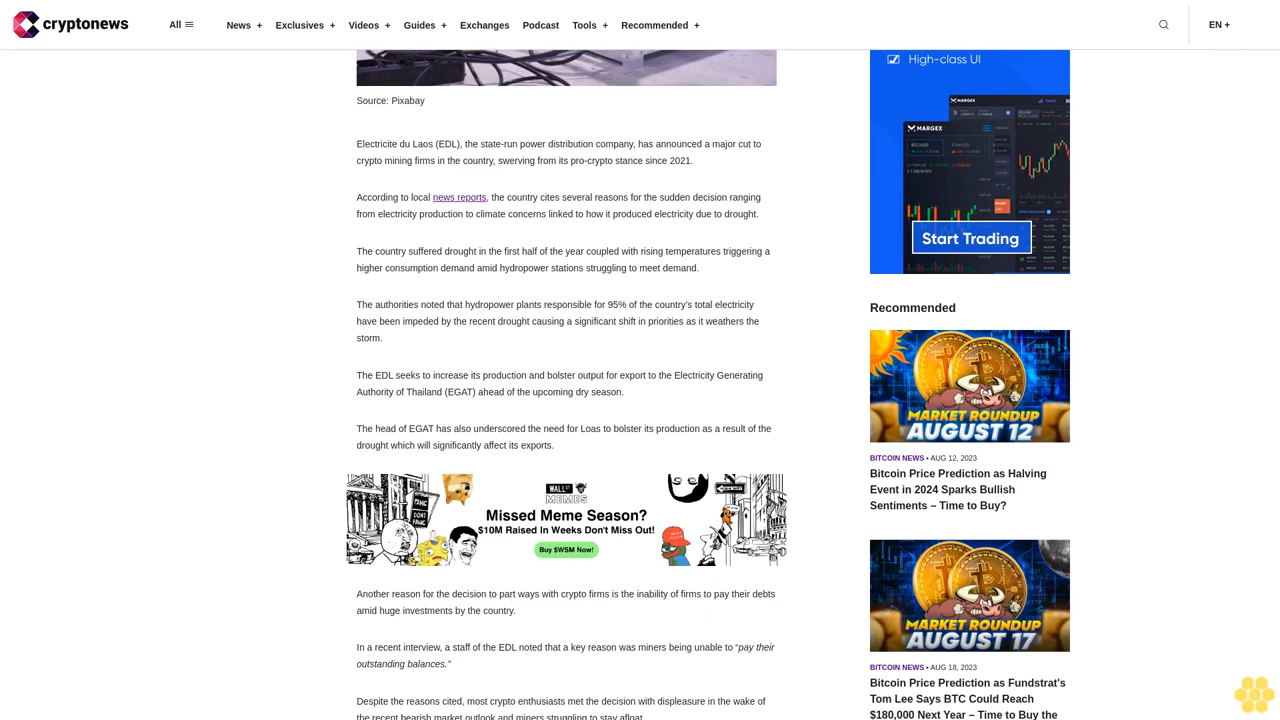 cryptonews
All
News +
Exclusives +
Videos +
Guides +
Exchanges
Podcast
Tools +
Recommended +
EN +
Source: Pixabay
Electricite du Laos (EDL), the state-run power distribution company, has announced a major cut to
crypto mining firms in the country, swerving from its pro-crypto stance since 2021.
According to local news reports, the country cites several reasons for the sudden decision ranging
from electricity production to climate concerns linked to how it produced electricity due to drought.
The country suffered drought in the first half of the year coupled with rising temperatures triggering a
higher consumption demand amid hydropower stations struggling to meet demand.
The authorities noted that hydropower plants responsible for 95% of the country's total electricity
have been impeded by the recent drought causing a significant shift in priorities as it weathers the
storm.
The EDL seeks to increase its production and bolster output for export to the Electricity Generating
Authority of Thailand (EGAT) ahead of the upcoming dry season.
The head of EGAT has also underscored the need for Loas to bolster its production as a result of the
drought which will significantly affect its exports.
PANIC
DON'T
PANIC
WALL ST
MEMES
Missed Meme Season?
$10M Raised In Weeks Don't Miss Out!
Buy $WSM Now!
Another reason for the decision to part ways with crypto firms is the inability of firms to pay their debts
amid huge investments by the country.
In a recent interview, a staff of the EDL noted that a key reason was miners being unable to “pay their
outstanding balances.”
Despite the reasons cited, most crypto enthusiasts met the decision with displeasure in the wake of
the recent bearish market outlook and miners struggling to stay afloat.
High-class UI
MARGEX
MARGEX
Start Trading
Recommended
MARKET ROUNDUP
AUGUST 12
BITCOIN NEWS • AUG 12, 2023
Bitcoin Price Prediction as Halving
Event in 2024 Sparks Bullish
Sentiments – Time to Buy?
MARKET ROUNDUP
AUGUST 17
BITCOIN NEWS • AUG 18, 2023
Bitcoin Price Prediction as Fundstrat's
Tom Lee Says BTC Could Reach
$180,000 Next Year – Time to Buy the